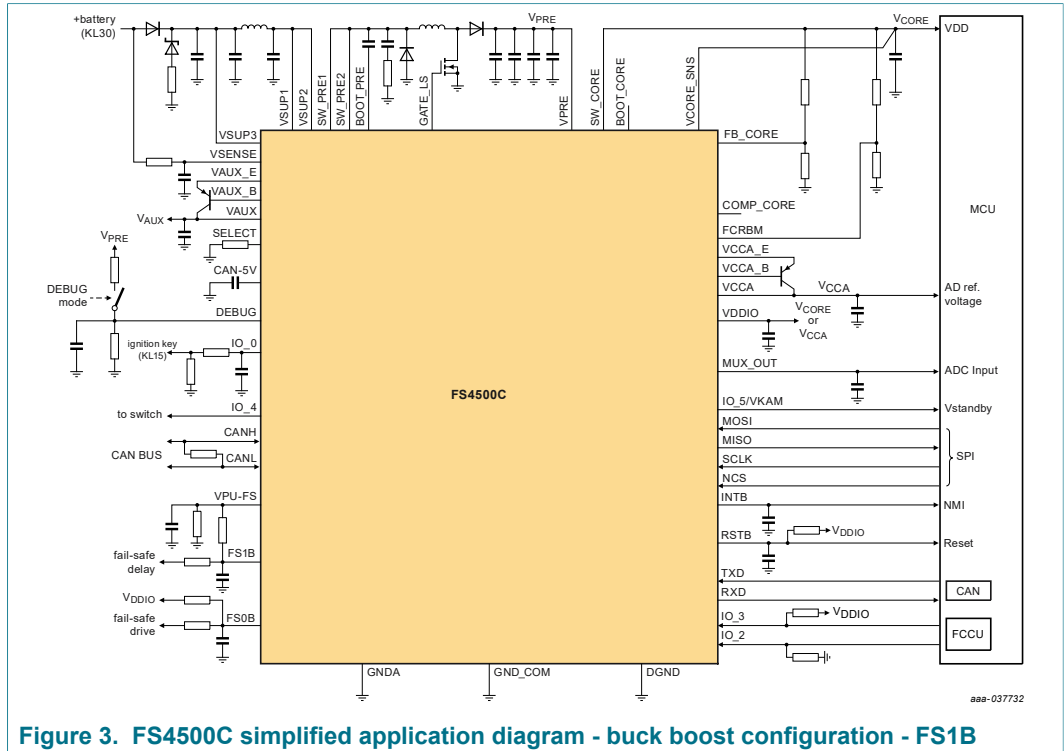 +battery
(KL30)
VPRE
VCORE
VDD
VSUP1
VSUP2
SW_PRE1
SW_PRE2
BOOT_PRE
GATE_LS
VPRE
SW_CORE
BOOT_CORE
VCORE_SNS
VSUP3
VSENSE
VAUX_E
VAUX_B
VAUX
VAUX
SELECT
VPRE
CAN-5V
DEBUG
mode
DEBUG
ignition key
(KL15)
IO_0
to switch
IO_4
CANH
CAN BUS
CANL
VPU-FS
fail-safe
delay
FS1B
VDDIO
fail-safe
drive
FS0B
FS4500C
GNDA
GND_COM
DGND
FB_CORE
COMP_CORE
FCRBM
VCCA_E
VCCA_B
VCCA
VCCA
VDDIO
VCORE
or
VCCA
MUX_OUT
IO_5/VKAM
MOSI
MISO
SCLK
NCS
INTB
RSTB
VDDIO
TXD
RXD
IO_3
VDDIO
IO_2
MCU
AD ref.
voltage
ADC Input
Vstandby
SPI
NMI
Reset
CAN
FCCU
aaa-037732
Figure 3. FS4500C simplified application diagram - buck boost configuration - FS1B